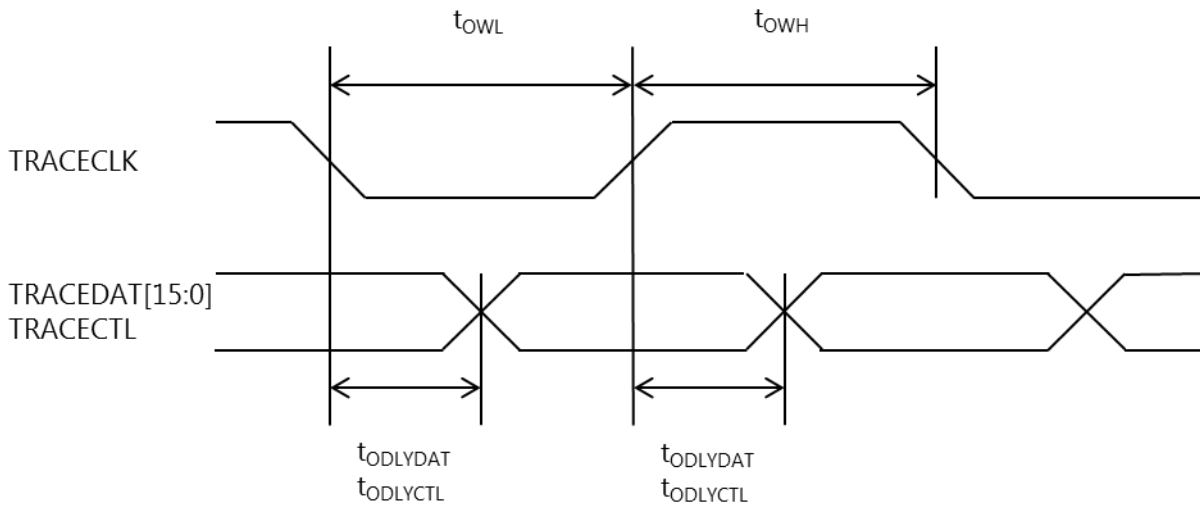 tOWL
tOWH
TRACECLK
TRACEDAT[15:0]
TRACECTL
tODLYDAT
tODLYCTL
tODLYDAT
tODLYCTL